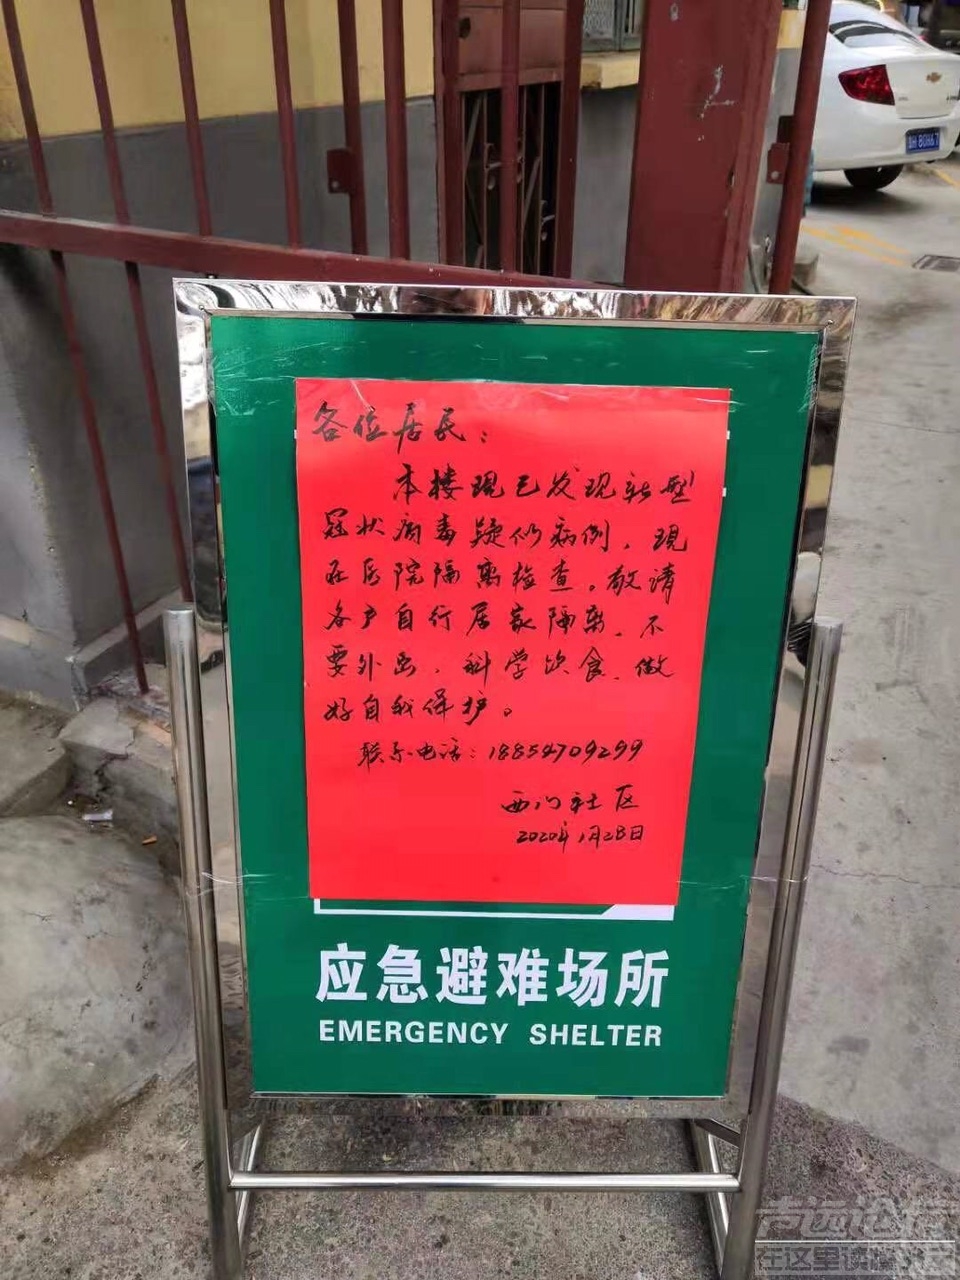 各位居民：
本楼现已发现新型
冠状病毒疑似病例，现
在医院隔离检查。敬请
各户自行居家隔离，不
要外出，科学饮食，做
好自我保护。
联系电话：18854709299
西门社区
2020年1月28日
应急避难场所
EMERGENCY SHELTER